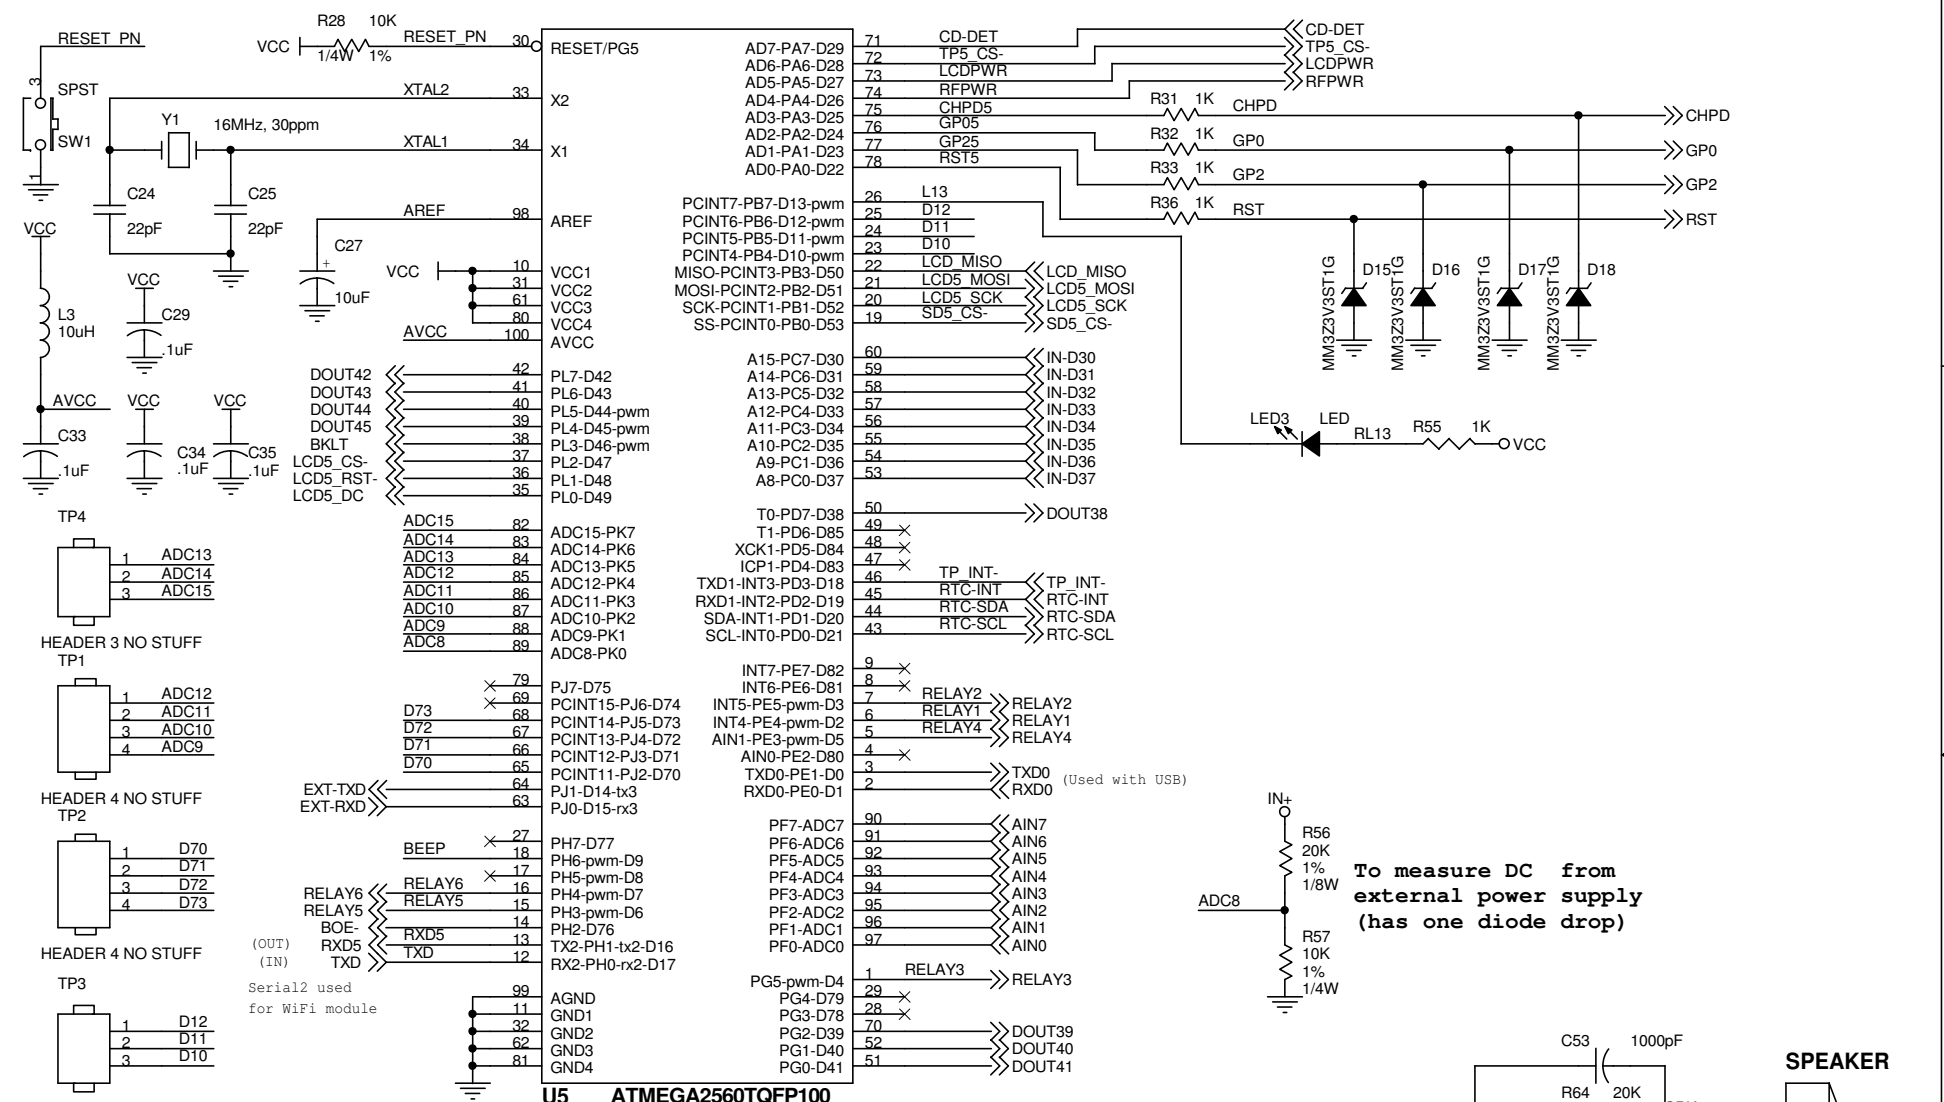 RESET_PN
3
SPST
SW1
1
R28 10K
VCC
1/4W 1%
RESET_PN
XTAL2
Y1
16MHz, 30ppm
XTAL1
C24
22pF
C25
22pF
AREF
C27
+
10uF
VCC
L3
10uH
VCC
C29
.1uF
VCC
AVCC
AVCC
C33
.1uF
VCC
C34
.1uF
VCC
C35
.1uF
DOUT42
DOUT43
DOUT44
DOUT45
BKLT
LCD5_CS-
LCD5_RST-
LCD5_DC
ADC15
ADC14
ADC13
ADC12
ADC11
ADC10
ADC9
ADC8
TP4
1 ADC13
2 ADC14
3 ADC15
HEADER 3 NO STUFF
TP1
1 ADC12
2 ADC11
3 ADC10
4 ADC9
HEADER 4 NO STUFF
TP2
1 D70
2 D71
3 D72
4 D73
HEADER 4 NO STUFF
TP3
1 D12
2 D11
3 D10
D73
D72
D71
D70
EXT-TXD
EXT-RXD
BEEP
RELAY6 RELAY6
RELAY5 RELAY5
BOE-
(OUT) RXD5 RXD5
(IN) TXD TXD
Serial2 used
for WiFi module
30 RESET/PG5
33 X2
34 X1
98 AREF
10 VCC1
31 VCC2
61 VCC3
80 VCC4
100 AVCC
42 PL7-D42
41 PL6-D43
40 PL5-D44-pwm
39 PL4-D45-pwm
38 PL3-D46-pwm
37 PL2-D47
36 PL1-D48
35 PL0-D49
82 ADC15-PK7
83 ADC14-PK6
84 ADC13-PK5
85 ADC12-PK4
86 ADC11-PK3
87 ADC10-PK2
88 ADC9-PK1
89 ADC8-PK0
79 PJ7-D75
69 PCINT15-PJ6-D74
68 PCINT14-PJ5-D73
67 PCINT13-PJ4-D72
66 PCINT12-PJ3-D71
65 PCINT11-PJ2-D70
64 PJ1-D14-tx3
63 PJ0-D15-rx3
27 PH7-D77
18 PH6-pwm-D9
17 PH5-pwm-D8
16 PH4-pwm-D7
15 PH3-pwm-D6
14 PH2-D76
13 TX2-PH1-tx2-D16
12 RX2-PH0-rx2-D17
99 AGND
11 GND1
32 GND2
62 GND3
81 GND4
U5 ATMEGA2560TQFP100
AD7-PA7-D29 71 CD-DET CD-DET
AD6-PA6-D28 72 TP5_CS- TP5_CS-
AD5-PA5-D27 73 LCDPWR LCDPWR
AD4-PA4-D26 74 RFPWR RFPWR
AD3-PA3-D25 75 CHPD5 R31 1K CHPD CHPD
AD2-PA2-D24 76 GP05 R32 1K GP0 GP0
AD1-PA1-D23 77 GP25 R33 1K GP2 GP2
AD0-PA0-D22 78 RST5 R36 1K RST RST
PCINT7-PB7-D13-pwm 26 L13
PCINT6-PB6-D12-pwm 25 D12
PCINT5-PB5-D11-pwm 24 D11
PCINT4-PB4-D10-pwm 23 D10
MISO-PCINT3-PB3-D50 22 LCD_MISO LCD_MISO
MOSI-PCINT2-PB2-D51 21 LCD5_MOSI LCD5_MOSI
SCK-PCINT1-PB1-D52 20 LCD5_SCK LCD5_SCK
SS-PCINT0-PB0-D53 19 SD5_CS- SD5_CS-
A15-PC7-D30 60 IN-D30
A14-PC6-D31 59 IN-D31
A13-PC5-D32 58 IN-D32
A12-PC4-D33 57 IN-D33
A11-PC3-D34 56 IN-D34
A10-PC2-D35 55 IN-D35
A9-PC1-D36 54 IN-D36
A8-PC0-D37 53 IN-D37
T0-PD7-D38 50 DOUT38
T1-PD6-D85 49
XCK1-PD5-D84 48
ICP1-PD4-D83 47
TXD1-INT3-PD3-D18 46 TP_INT- TP_INT-
RXD1-INT2-PD2-D19 45 RTC-INT RTC-INT
SDA-INT1-PD1-D20 44 RTC-SDA RTC-SDA
SCL-INT0-PD0-D21 43 RTC-SCL RTC-SCL
INT7-PE7-D82 9
INT6-PE6-D81 8
INT5-PE5-pwm-D3 7 RELAY2 RELAY2
INT4-PE4-pwm-D2 6 RELAY1 RELAY1
AIN1-PE3-pwm-D5 5 RELAY4 RELAY4
AIN0-PE2-D80 4
TXD0-PE1-D0 3 TXD0 (Used with USB)
RXD0-PE0-D1 2 RXD0
PF7-ADC7 90 AIN7
PF6-ADC6 91 AIN6
PF5-ADC5 92 AIN5
PF4-ADC4 93 AIN4
PF3-ADC3 94 AIN3
PF2-ADC2 95 AIN2
PF1-ADC1 96 AIN1
PF0-ADC0 97 AIN0
PG5-pwm-D4 1 RELAY3 RELAY3
PG4-D79 29
PG3-D78 28
PG2-D39 70 DOUT39
PG1-D40 52 DOUT40
PG0-D41 51 DOUT41
D15 MM3Z3V3ST1G
D16 MM3Z3V3ST1G
D17 MM3Z3V3ST1G
D18 MM3Z3V3ST1G
LED3 LED RL13 R55 1K VCC
IN+
R56
20K
1%
1/8W
ADC8
R57
10K
1%
1/4W
To measure DC from
external power supply
(has one diode drop)
C53 1000pF
R64 20K
SPEAKER